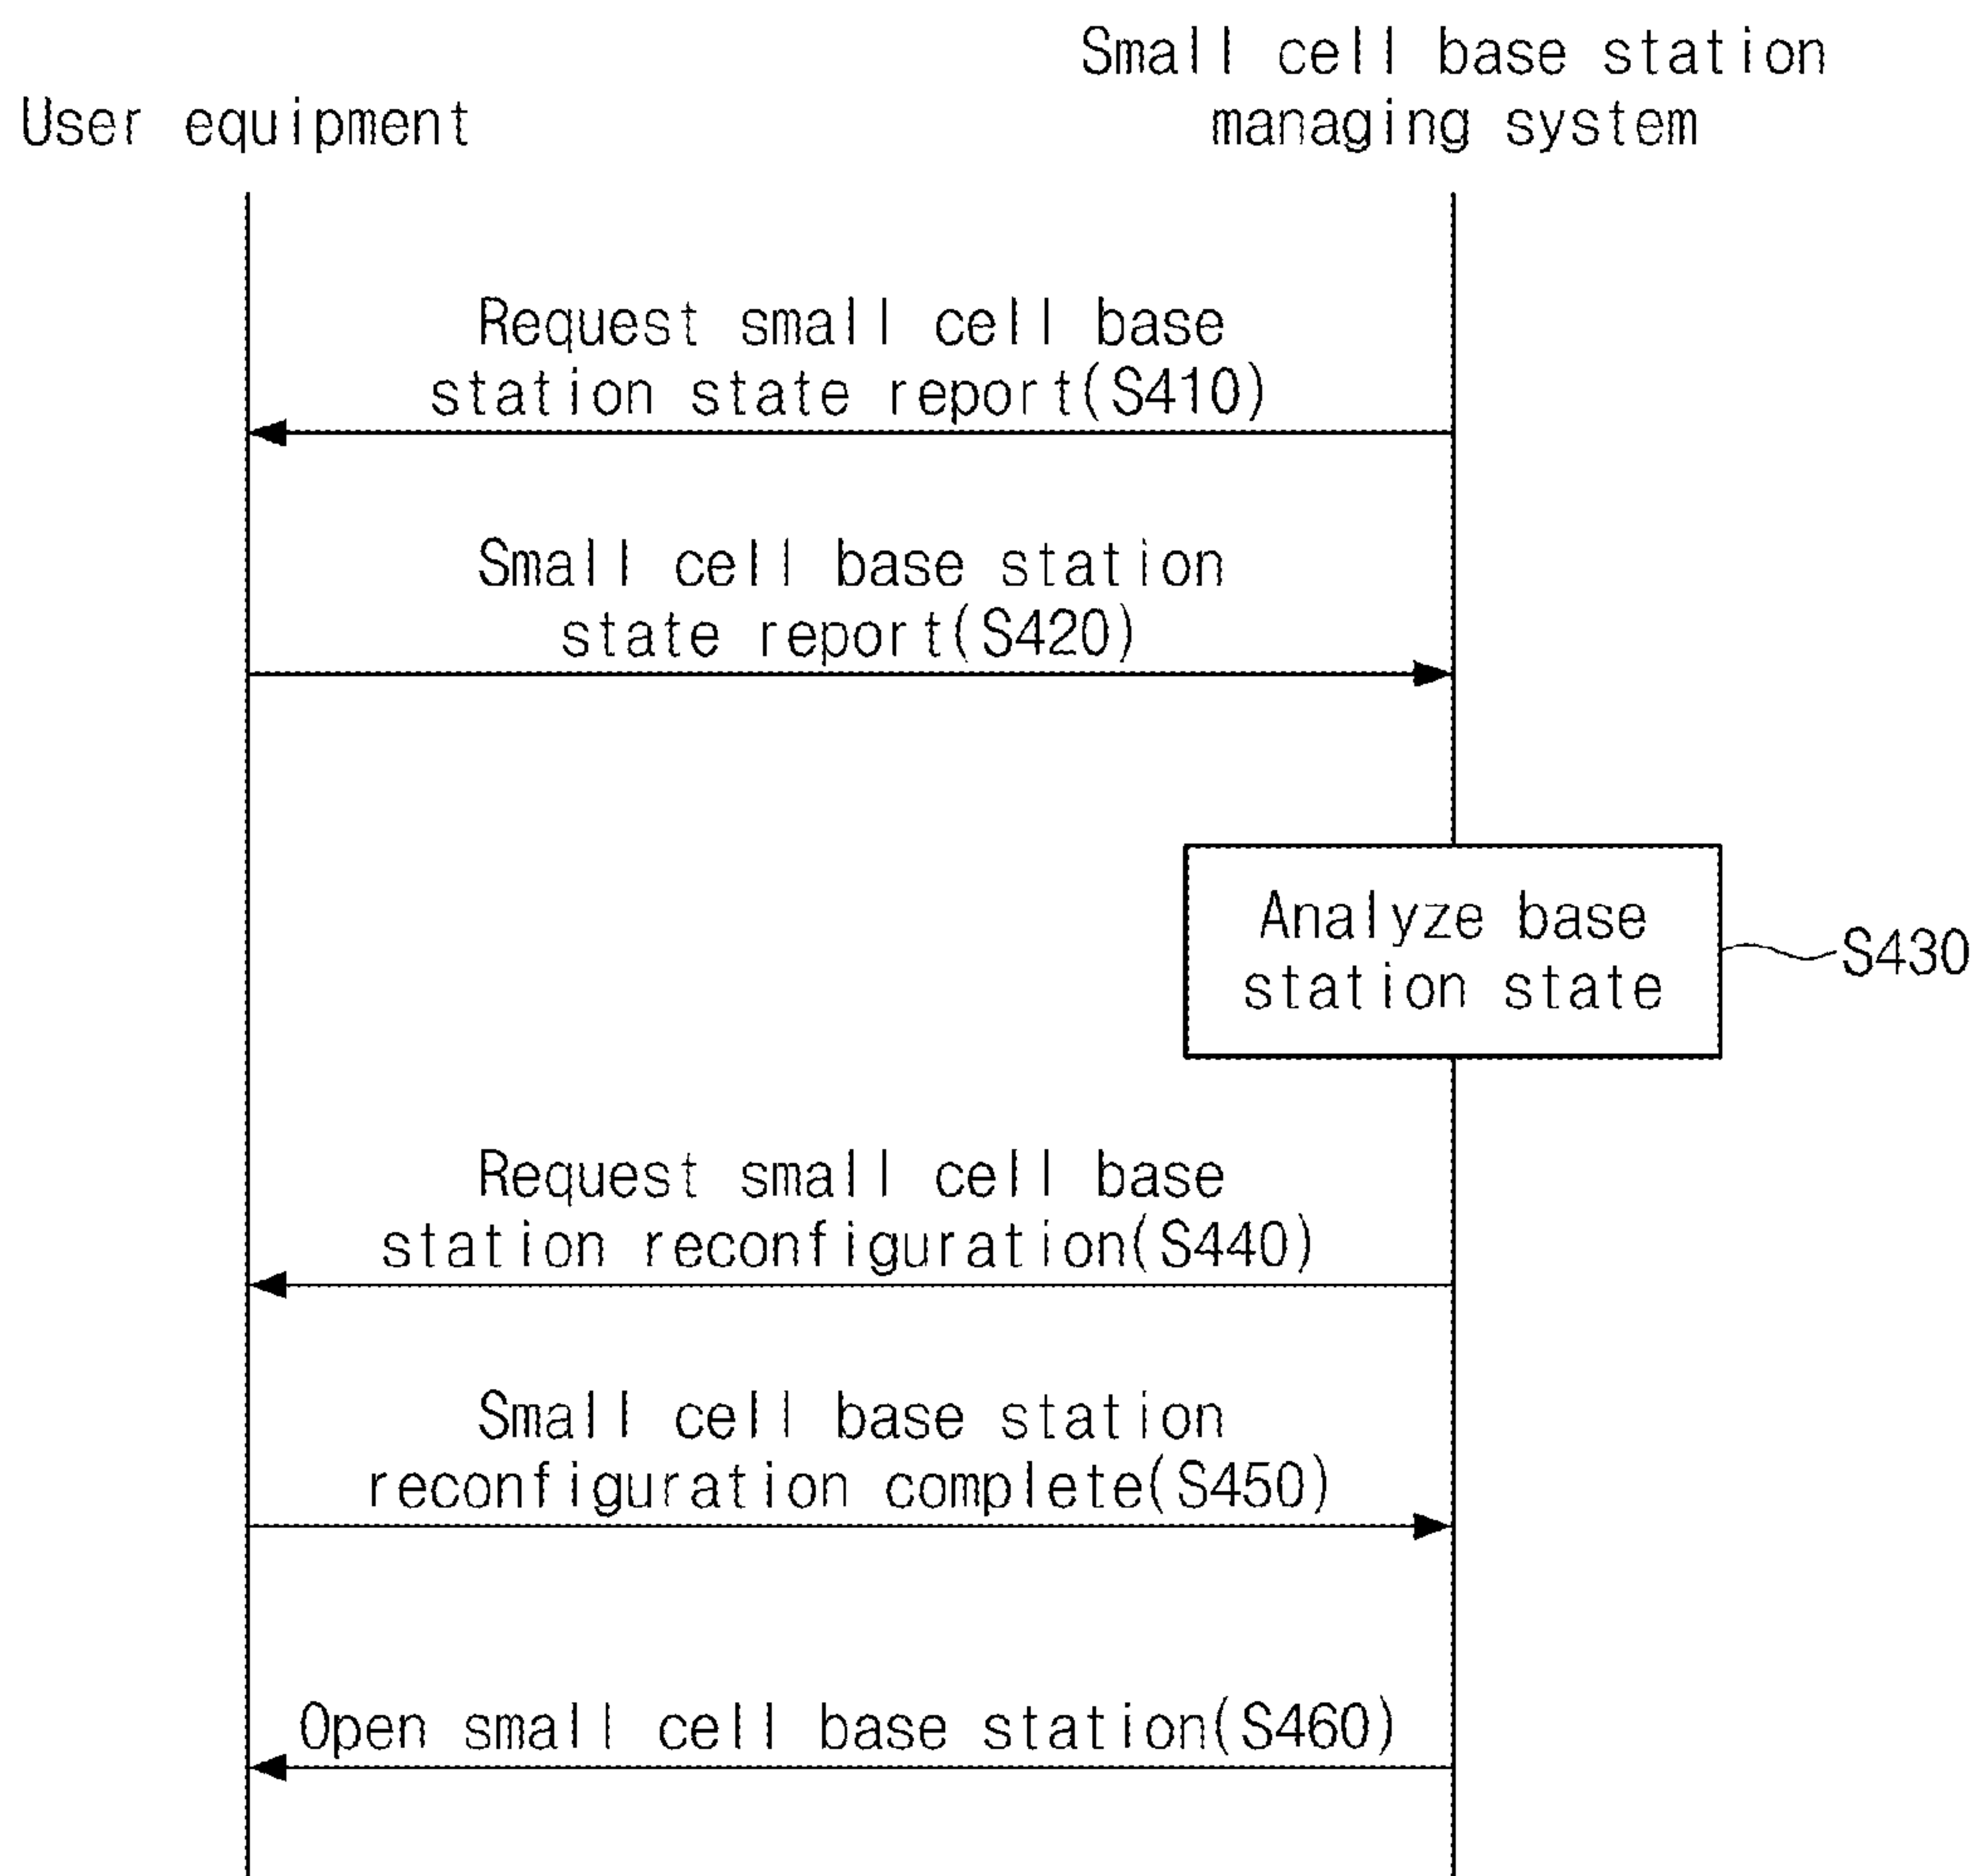 User equipment
Small cell base station
managing system
Request small cell base
station state report(S410)
Small cell base station
state report(S420)
Analyze base
station state
S430
Request small cell base
station reconfiguration(S440)
Small cell base station
reconfiguration complete(S450)
Open small cell base station(S460)